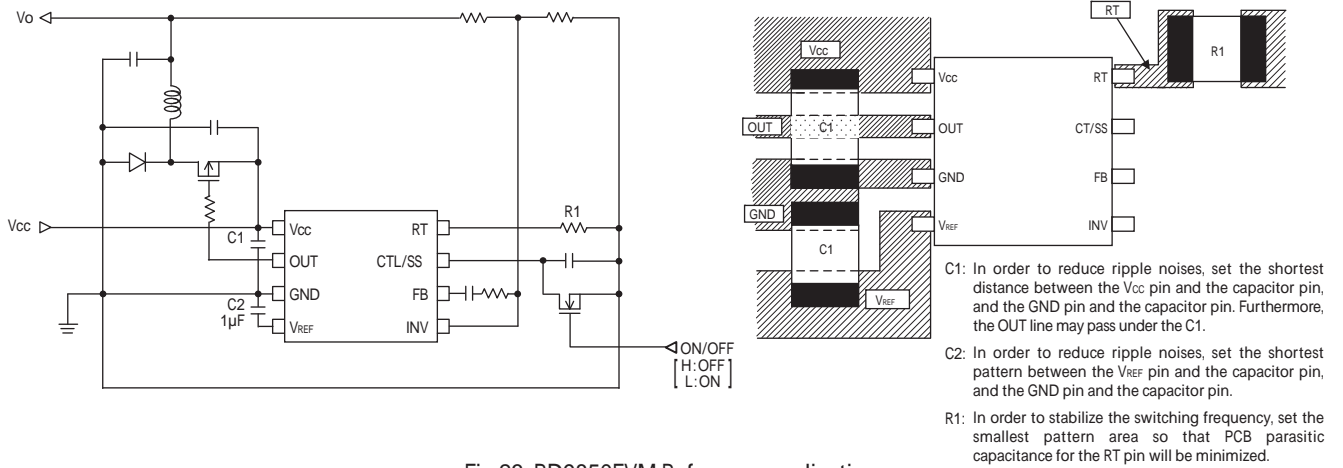 Vo
Vcc
C1
C2
1μF
Vcc
OUT
GND
VREF
RT
CTL/SS
FB
INV
R1
ON/OFF
[ H:OFF
L:ON ]
Vcc
OUT
C1
GND
C1
VREF
Vcc
OUT
GND
VREF
RT
CT/SS
FB
INV
RT
R1
C1: In order to reduce ripple noises, set the shortest
distance between the Vcc pin and the capacitor pin,
and the GND pin and the capacitor pin. Furthermore,
the OUT line may pass under the C1.
C2: In order to reduce ripple noises, set the shortest
pattern between the VREF pin and the capacitor pin,
and the GND pin and the capacitor pin.
R1: In order to stabilize the switching frequency, set the
smallest pattern area so that PCB parasitic
capacitance for the RT pin will be minimized.